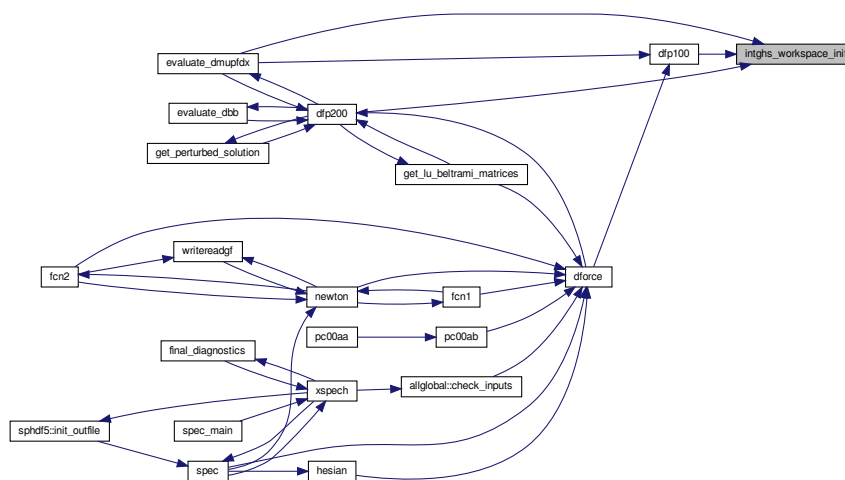 evaluate_dmupfdx
dfp100
intghs_workspace_init
evaluate_dbb
dfp200
get_perturbed_solution
get_lu_beltrami_matrices
writereadgf
fcn2
dforce
newton
fcn1
pc00aa
pc00ab
final_diagnostics
xspech
allglobal::check_inputs
sphdf5::init_outfile
spec_main
spec
hesian